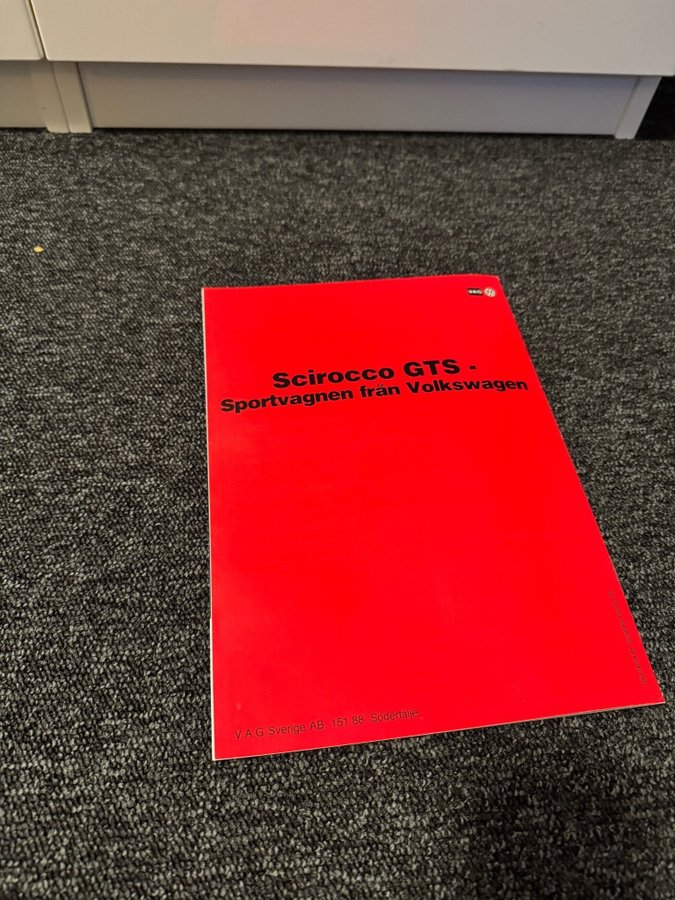 V·A·G
Scirocco GTS -
Sportvagnen från Volkswagen
V.A.G Sverige AB, 151 88 Södertälje